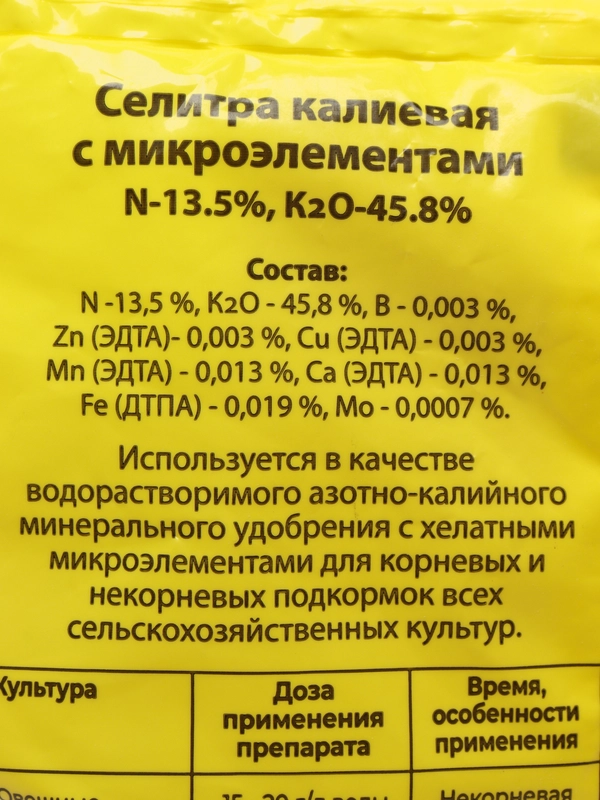 Селитра калиевая
с микроэлементами
N-13.5%, K2O-45.8%
Состав:
N -13,5 %, K2O - 45,8 %, B - 0,003 %,
Zn (ЭДТА)- 0,003 %, Cu (ЭДТА) - 0,003 %,
Mn (ЭДТА) - 0,013 %, Ca (ЭДТА) - 0,013 %,
Fe (ДТПА) - 0,019 %, Mo - 0,0007 %.
Используется в качестве
водорастворимого азотно-калийного
минерального удобрения с хелатными
микроэлементами для корневых и
некорневых подкормок всех
сельскохозяйственных культур.
Культура
Доза
применения
препарата
Время,
особенности
применения
Некорневая